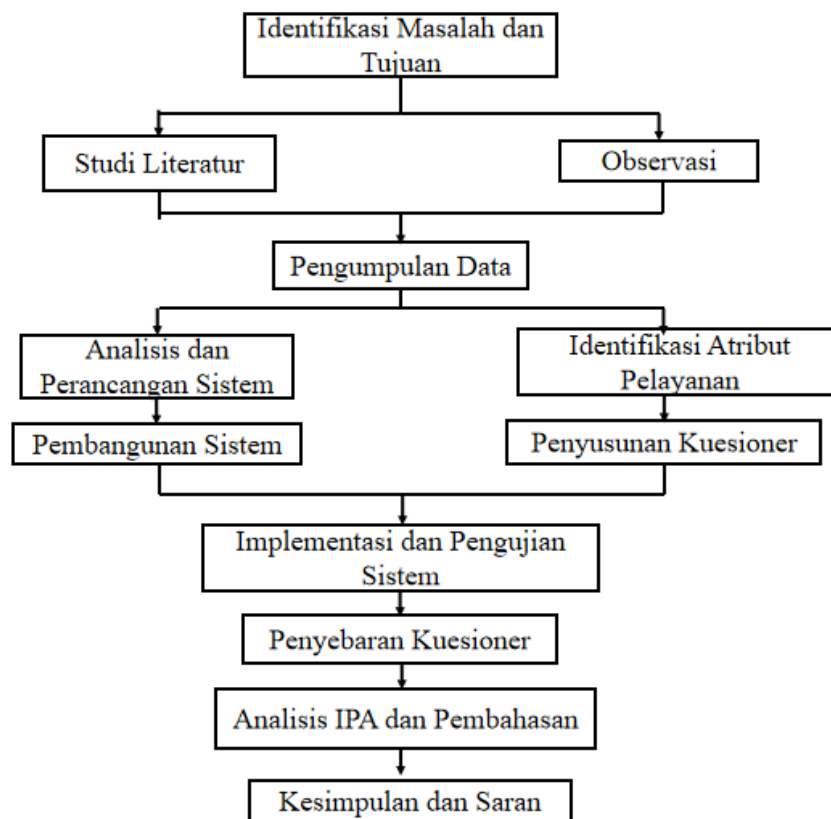 Identifikasi Masalah dan
Tujuan
Studi Literatur
Observasi
Pengumpulan Data
Analisis dan
Perancangan Sistem
Identifikasi Atribut
Pelayanan
Pembangunan Sistem
Penyusunan Kuesioner
Implementasi dan Pengujian
Sistem
Penyebaran Kuesioner
Analisis IPA dan Pembahasan
Kesimpulan dan Saran